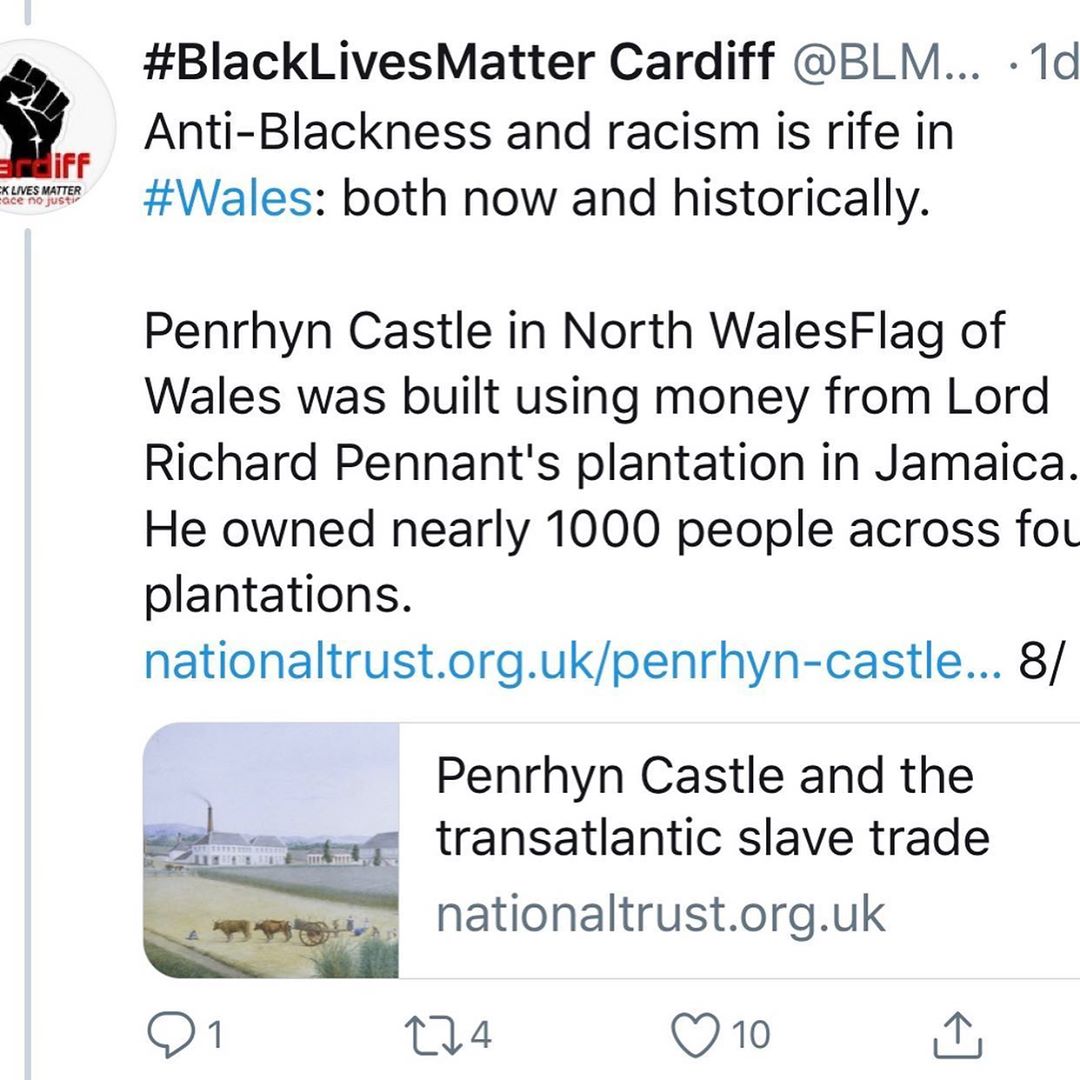 #BlackLivesMatter Cardiff @BLM... · 1d
Anti-Blackness and racism is rife in
#Wales: both now and historically.
Penrhyn Castle in North WalesFlag of
Wales was built using money from Lord
Richard Pennant's plantation in Jamaica.
He owned nearly 1000 people across fou
plantations.
nationaltrust.org.uk/penrhyn-castle... 8/
Penrhyn Castle and the
transatlantic slave trade
nationaltrust.org.uk
1 4 10
ardiff
CK LIVES MATTER
eace no justic